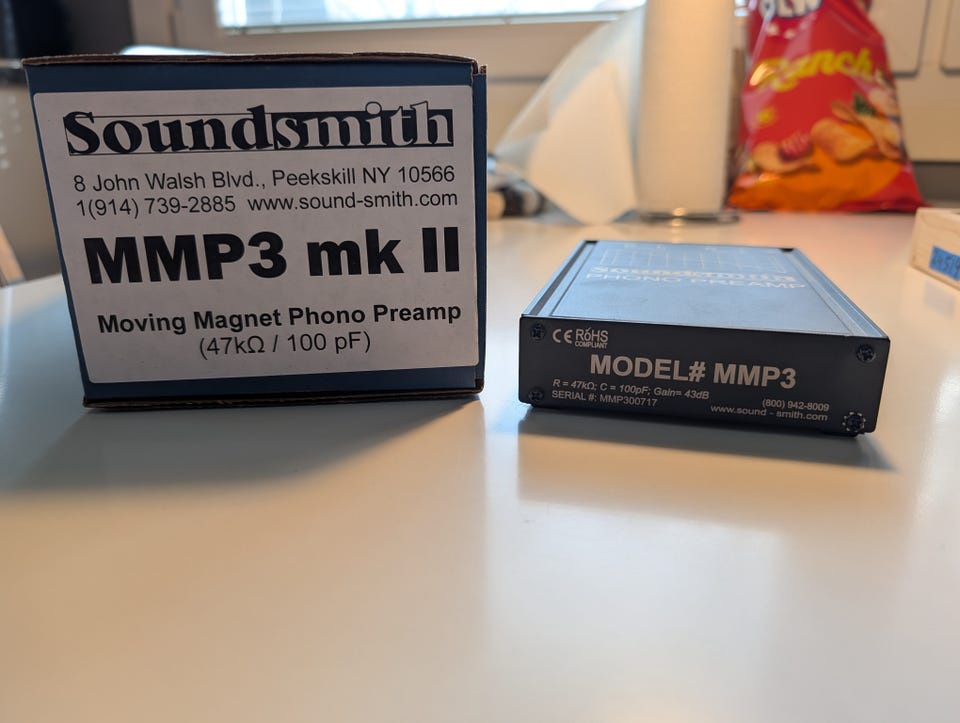 Soundsmith
8 John Walsh Blvd., Peekskill NY 10566
1(914) 739-2885 www.sound-smith.com
MMP3 mk II
Moving Magnet Phono Preamp
(47kΩ / 100 pF)
Soundsmith
PHONO PREAMP
CE RoHS
COMPLIANT
MODEL# MMP3
R = 47kΩ; C = 100pF; Gain= 43dB
SERIAL #: MMP300717
(800) 942-8009
www.sound - smith.com
Ranch